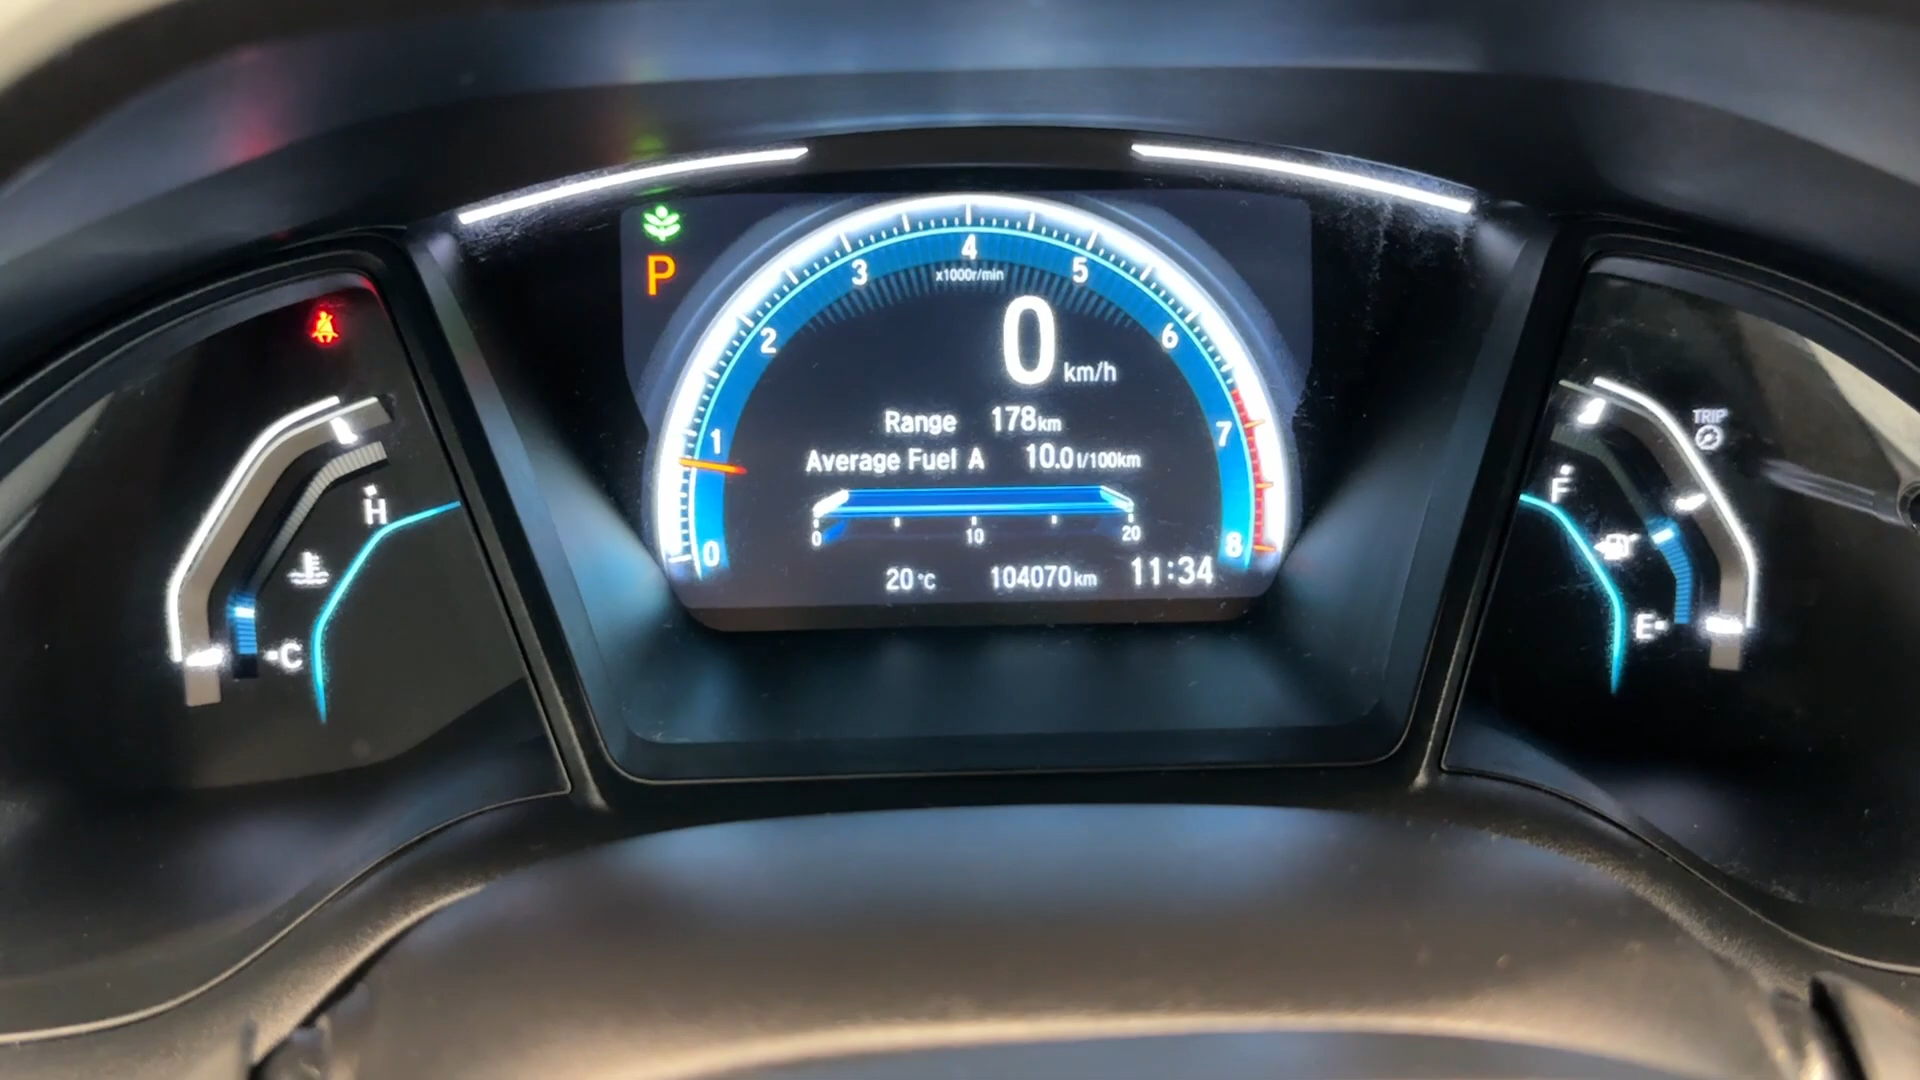 P
0
1
2
3
4
5
6
7
8
x1000r/min
0 km/h
Range 178km
Average Fuel A 10.0l/100km
0 10 20
20°C 104070km 11:34
H
C
TRIP
F
E